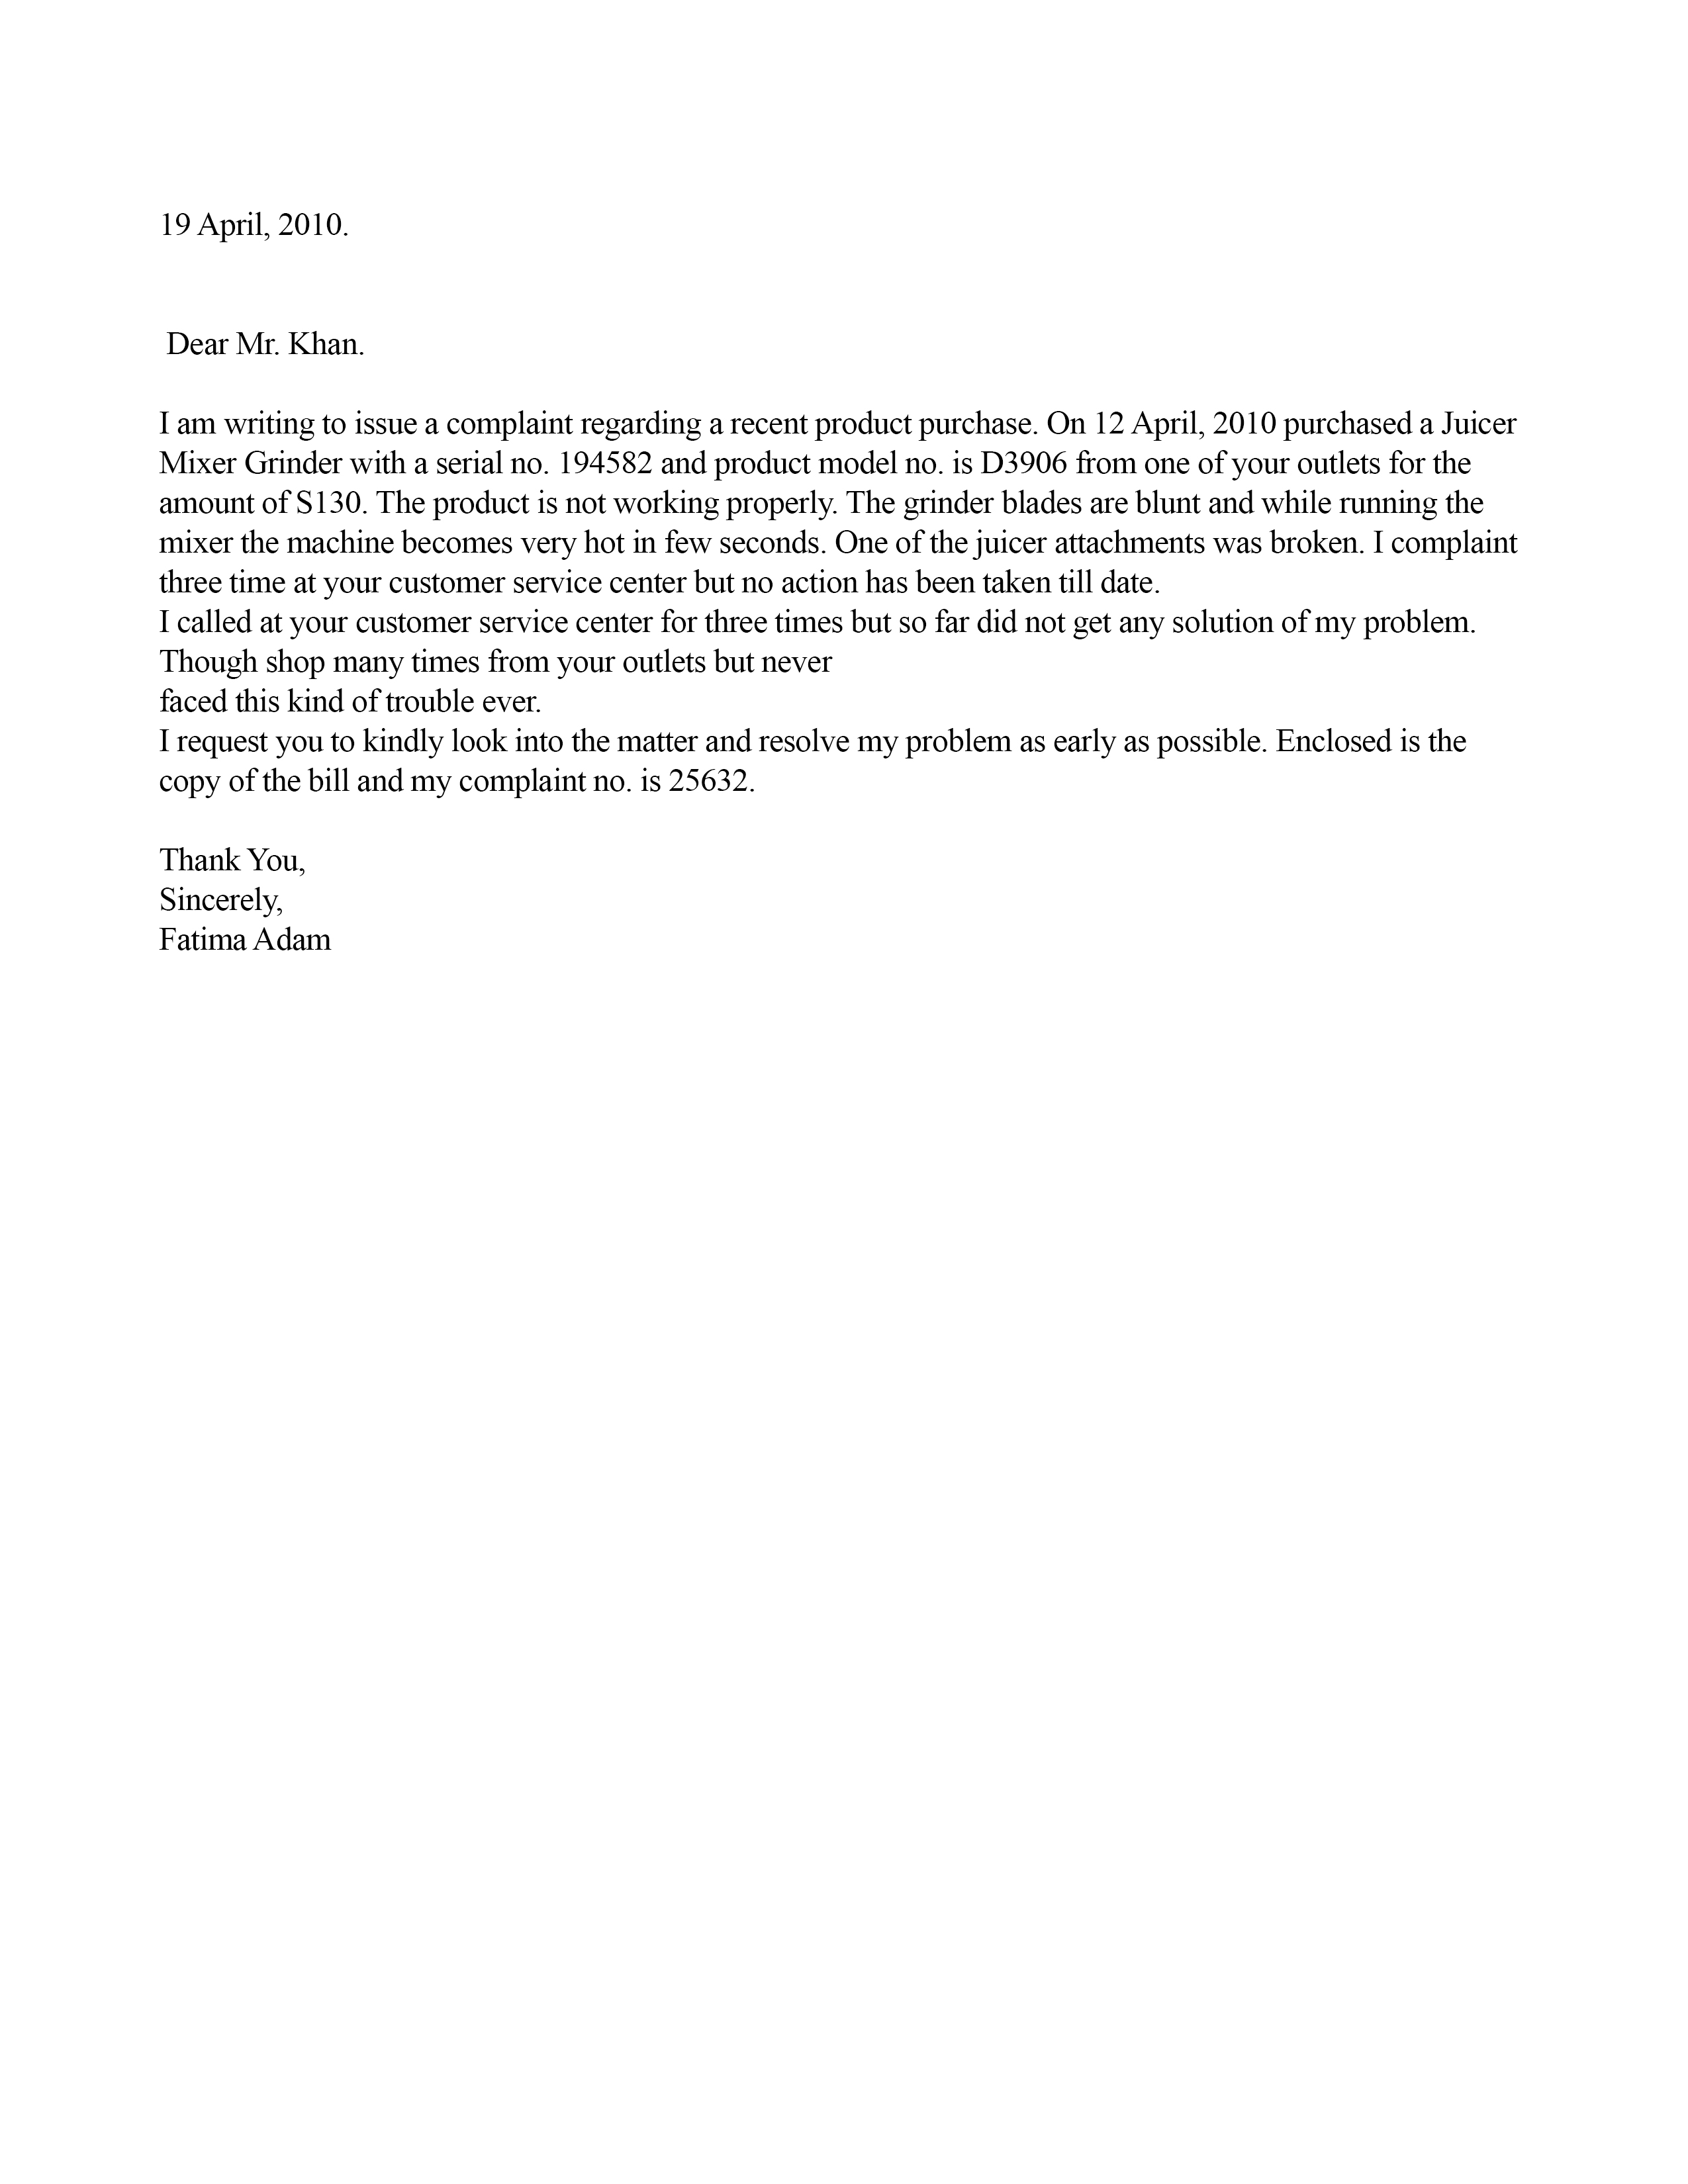 19 April, 2010.
Dear Mr. Khan.
I am writing to issue a complaint regarding a recent product purchase. On 12 April, 2010 purchased a Juicer
Mixer Grinder with a serial no. 194582 and product model no. is D3906 from one of your outlets for the
amount of S130. The product is not working properly. The grinder blades are blunt and while running the
mixer the machine becomes very hot in few seconds. One of the juicer attachments was broken. I complaint
three time at your customer service center but no action has been taken till date.
I called at your customer service center for three times but so far did not get any solution of my problem.
Though shop many times from your outlets but never
faced this kind of trouble ever.
I request you to kindly look into the matter and resolve my problem as early as possible. Enclosed is the
copy of the bill and my complaint no. is 25632.
Thank You,
Sincerely,
Fatima Adam